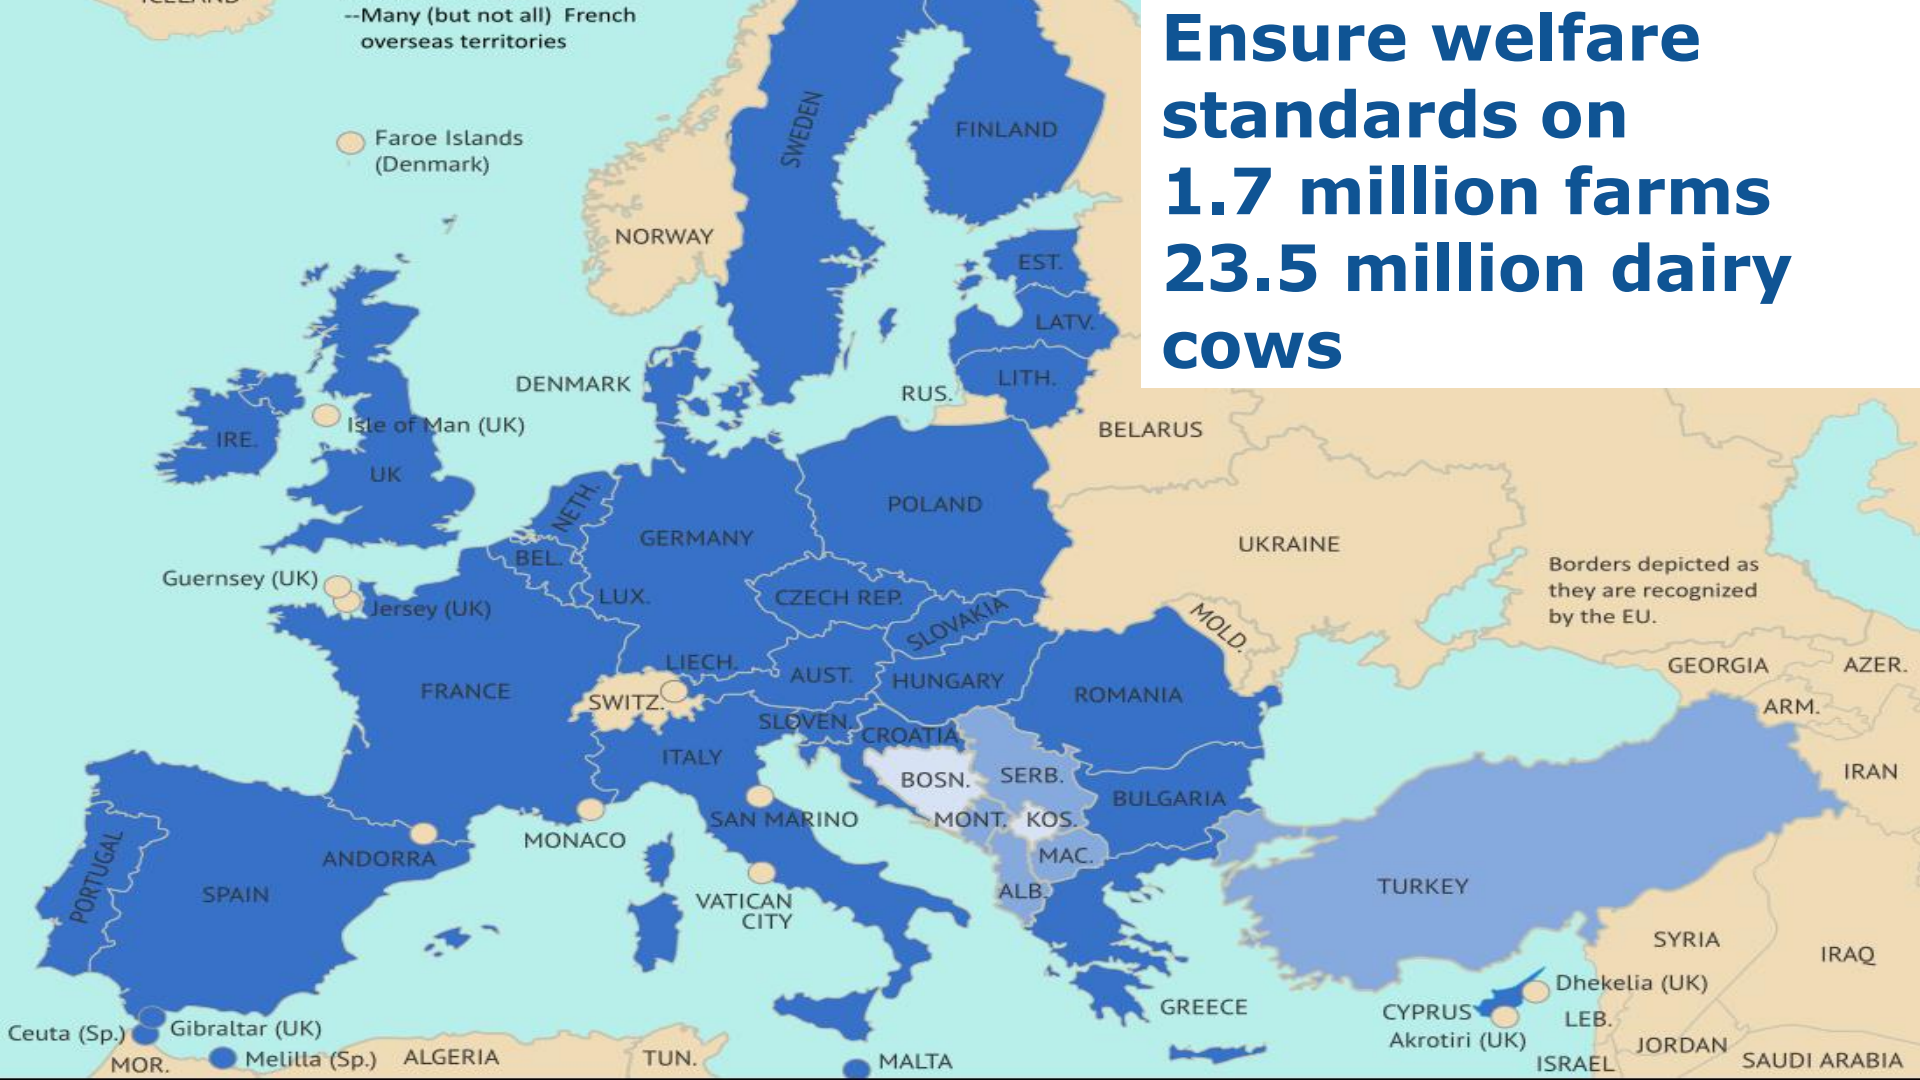 ICELAND
--Many (but not all) French
overseas territories
Ensure welfare
standards on
1.7 million farms
23.5 million dairy
cows
Faroe Islands
(Denmark)
SWEDEN
FINLAND
NORWAY
EST.
LATV.
LITH.
DENMARK
RUS.
Isle of Man (UK)
IRE.
UK
BELARUS
NETH.
POLAND
GERMANY
BEL.
UKRAINE
Borders depicted as
they are recognized
by the EU.
Guernsey (UK)
Jersey (UK)
LUX.
CZECH REP.
SLOVAKIA
MOLD.
LIECH.
AUST.
HUNGARY
FRANCE
SWITZ.
ROMANIA
GEORGIA
AZER.
ARM.
SLOVEN.
CROATIA
ITALY
BOSN.
SERB.
IRAN
BULGARIA
SAN MARINO
MONT.
KOS.
MONACO
ANDORRA
MAC.
PORTUGAL
SPAIN
VATICAN
CITY
ALB.
TURKEY
SYRIA
IRAQ
Dhekelia (UK)
GREECE
CYPRUS
Akrotiri (UK)
LEB.
Ceuta (Sp.)
Gibraltar (UK)
MOR.
Melilla (Sp.)
ALGERIA
TUN.
MALTA
ISRAEL
JORDAN
SAUDI ARABIA